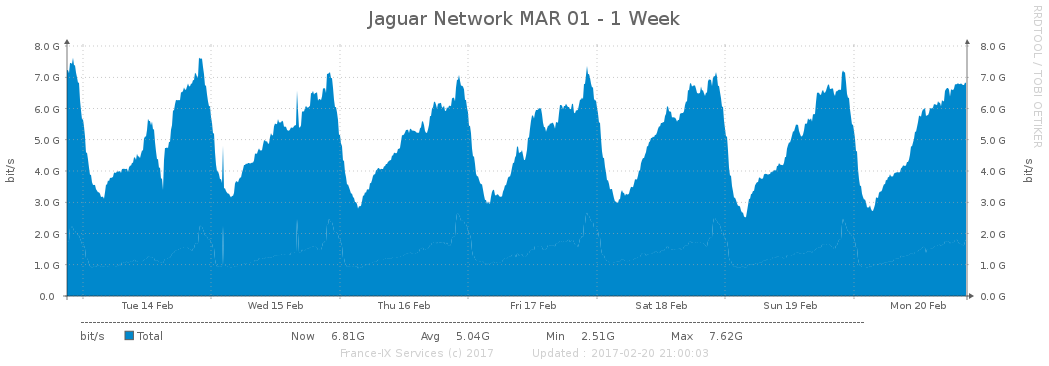 Jaguar Network MAR 01 - 1 Week
RRDTOOL / TOBI OETIKER
8.0 G 8.0 G
7.0 G 7.0 G
6.0 G 6.0 G
5.0 G 5.0 G
4.0 G 4.0 G
bit/s bit/s
3.0 G 3.0 G
2.0 G 2.0 G
1.0 G 1.0 G
0.0 0.0 G
Tue 14 Feb Wed 15 Feb Thu 16 Feb Fri 17 Feb Sat 18 Feb Sun 19 Feb Mon 20 Feb
bit/s Total Now 6.81G Avg 5.04G Min 2.51G Max 7.62G
France-IX Services (c) 2017 Updated : 2017-02-20 21:00:03